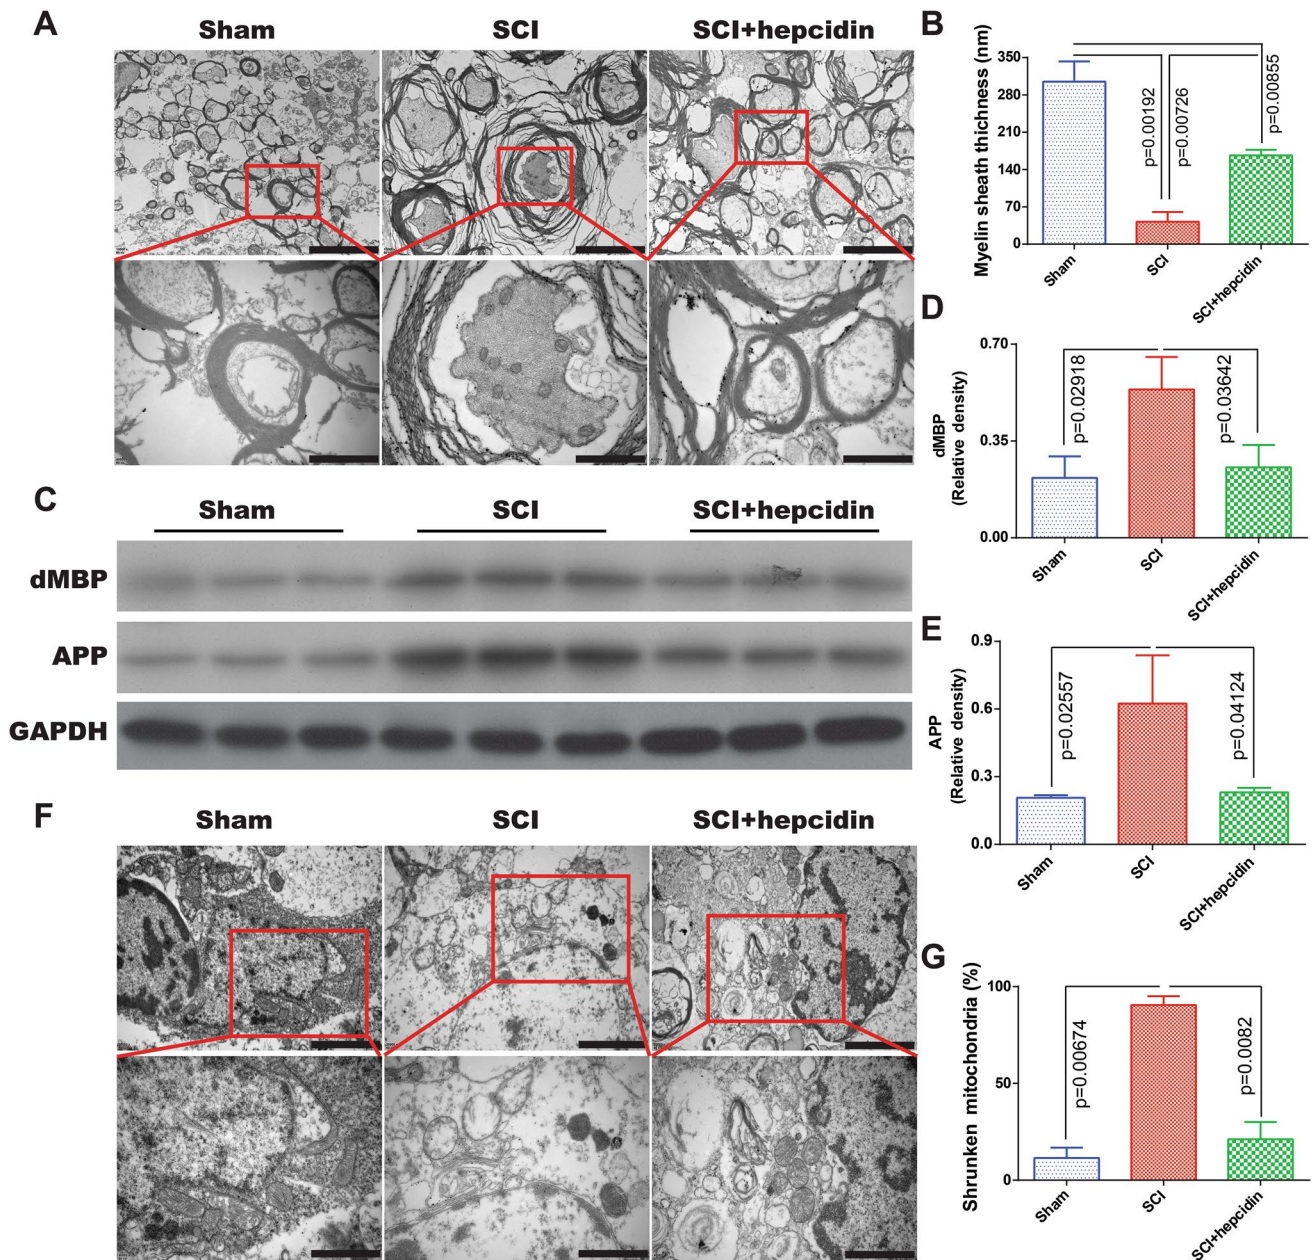 A
Sham
SCI
SCI+hepcidin
B
Myelin sheath thichness (nm)
350
280
210
140
70
0
p=0.00192
p=0.00726
p=0.00855
Sham
SCI
SCI+hepcidin
C
Sham
SCI
SCI+hepcidin
dMBP
APP
GAPDH
D
dMBP
(Relative density)
0.70
0.35
0.00
p=0.02918
p=0.03642
Sham
SCI
SCI+hepcidin
E
APP
(Relative density)
0.9
0.6
0.3
0.0
p=0.02557
p=0.04124
Sham
SCI
SCI+hepcidin
F
Sham
SCI
SCI+hepcidin
G
Shrunken mitochondria (%)
100
50
0
p=0.00674
p=0.0082
Sham
SCI
SCI+hepcidin